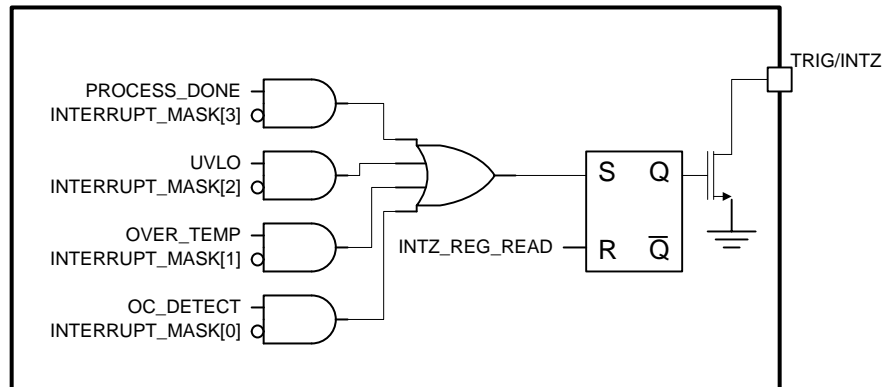 TRIG/INTZ
PROCESS_DONE
INTERRUPT_MASK[3]
UVLO
INTERRUPT_MASK[2]
S Q
OVER_TEMP
INTERRUPT_MASK[1]
INTZ_REG_READ
R Q̅
OC_DETECT
INTERRUPT_MASK[0]